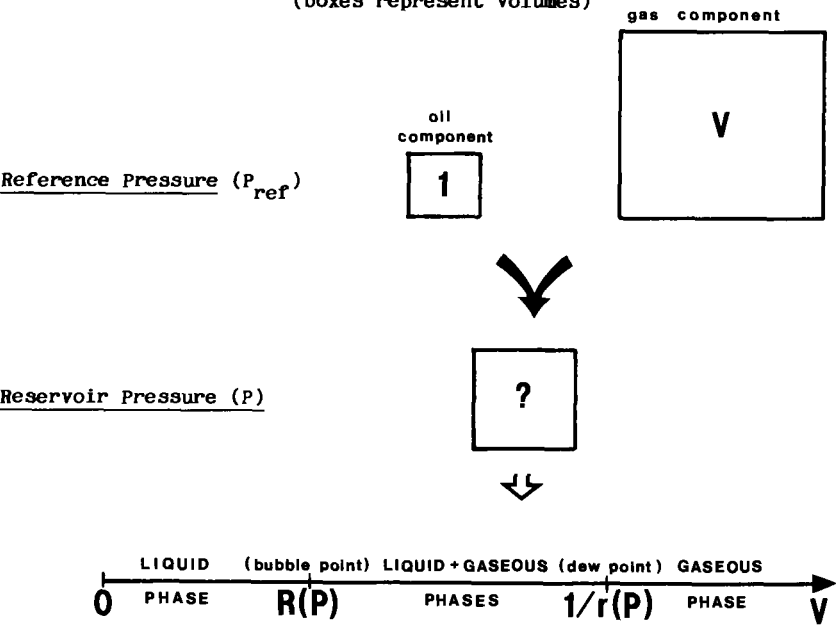 (boxes represent volumes)
gas component
V
oil
component
1
Reference Pressure (P_ref)
?
Reservoir Pressure (P)
LIQUID (bubble point) LIQUID + GASEOUS (dew point) GASEOUS
0 PHASE R(P) PHASES 1/r(P) PHASE V